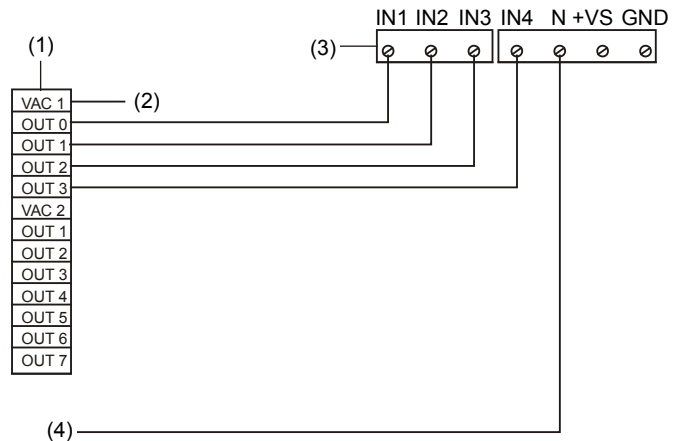 IN1 IN2 IN3 IN4 N +VS GND
(1)
(3)
VAC 1
(2)
OUT 0
OUT 1
OUT 2
OUT 3
VAC 2
OUT 1
OUT 2
OUT 3
OUT 4
OUT 5
OUT 6
OUT 7
(4)